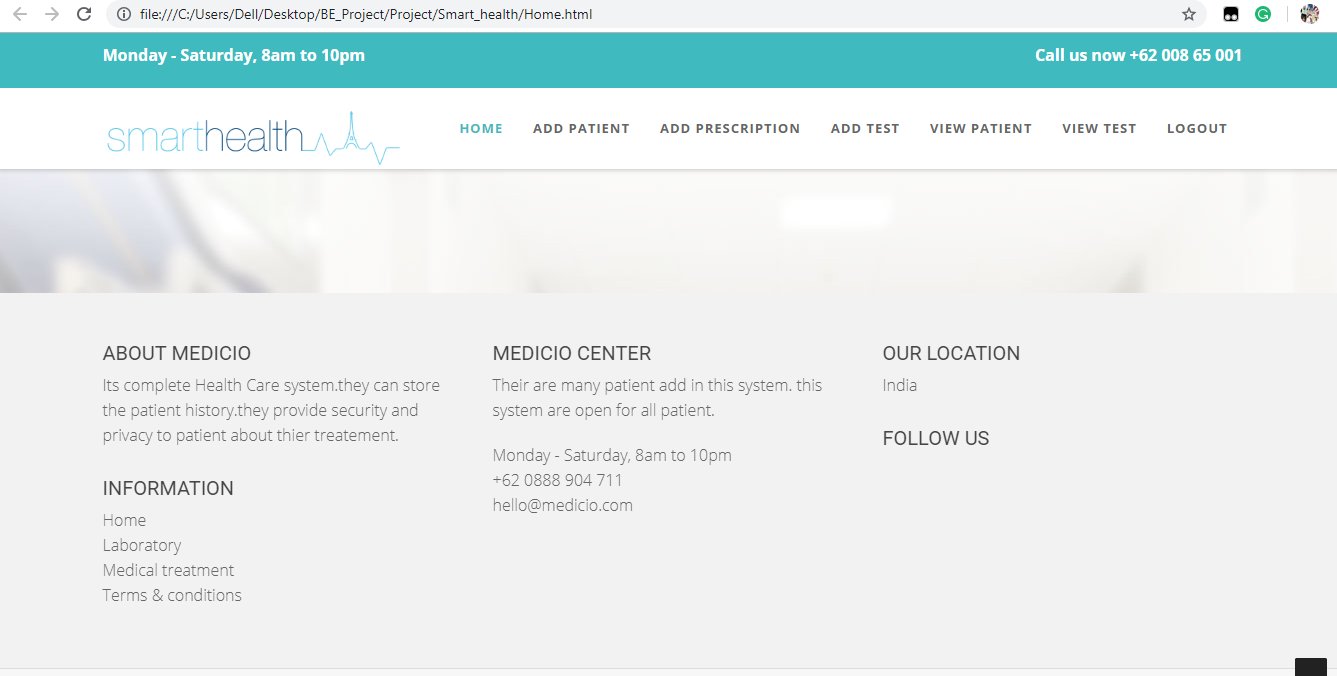 file:///C:/Users/Dell/Desktop/BE_Project/Project/Smart_health/Home.html
Monday - Saturday, 8am to 10pm
Call us now +62 008 65 001
smarthealth
HOME
ADD PATIENT
ADD PRESCRIPTION
ADD TEST
VIEW PATIENT
VIEW TEST
LOGOUT
ABOUT MEDICIO
Its complete Health Care system.they can store
the patient history.they provide security and
privacy to patient about thier treatement.
INFORMATION
Home
Laboratory
Medical treatment
Terms & conditions
MEDICIO CENTER
Their are many patient add in this system. this
system are open for all patient.
Monday - Saturday, 8am to 10pm
+62 0888 904 711
hello@medicio.com
OUR LOCATION
India
FOLLOW US